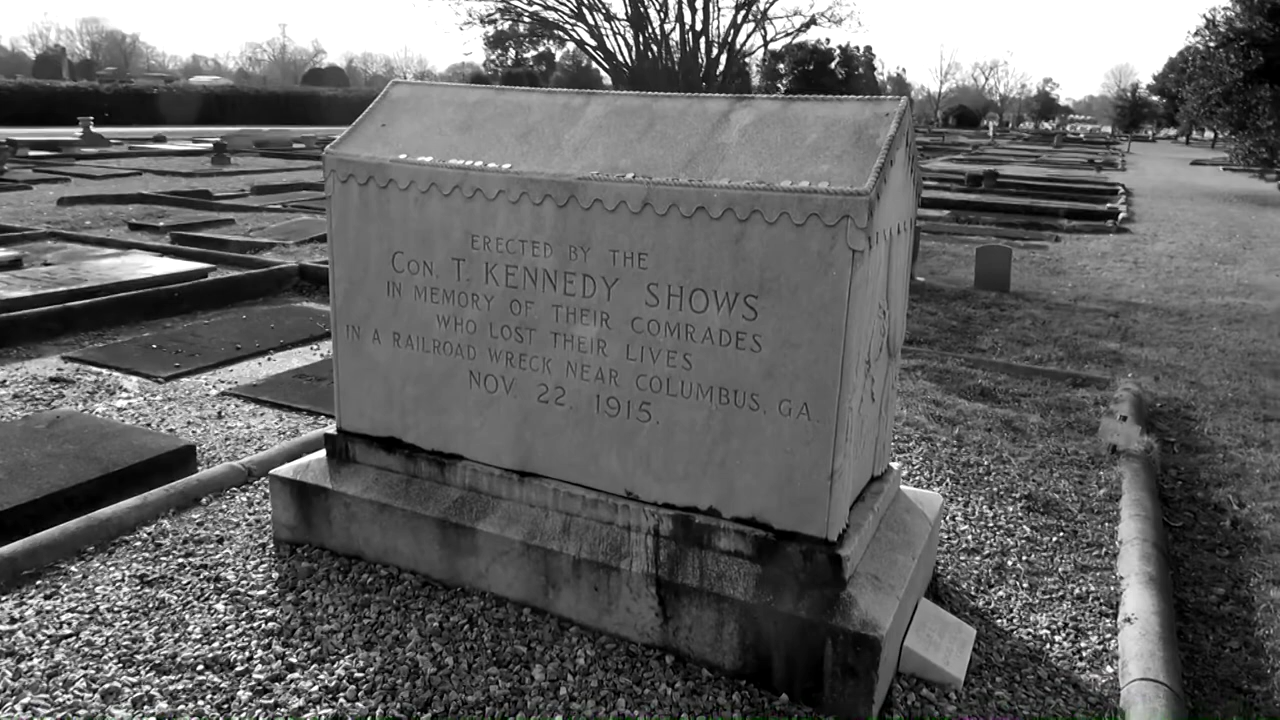 ERECTED BY THE
CON. T. KENNEDY SHOWS
IN MEMORY OF THEIR COMRADES
WHO LOST THEIR LIVES
IN A RAILROAD WRECK NEAR COLUMBUS, GA.
NOV. 22. 1915.